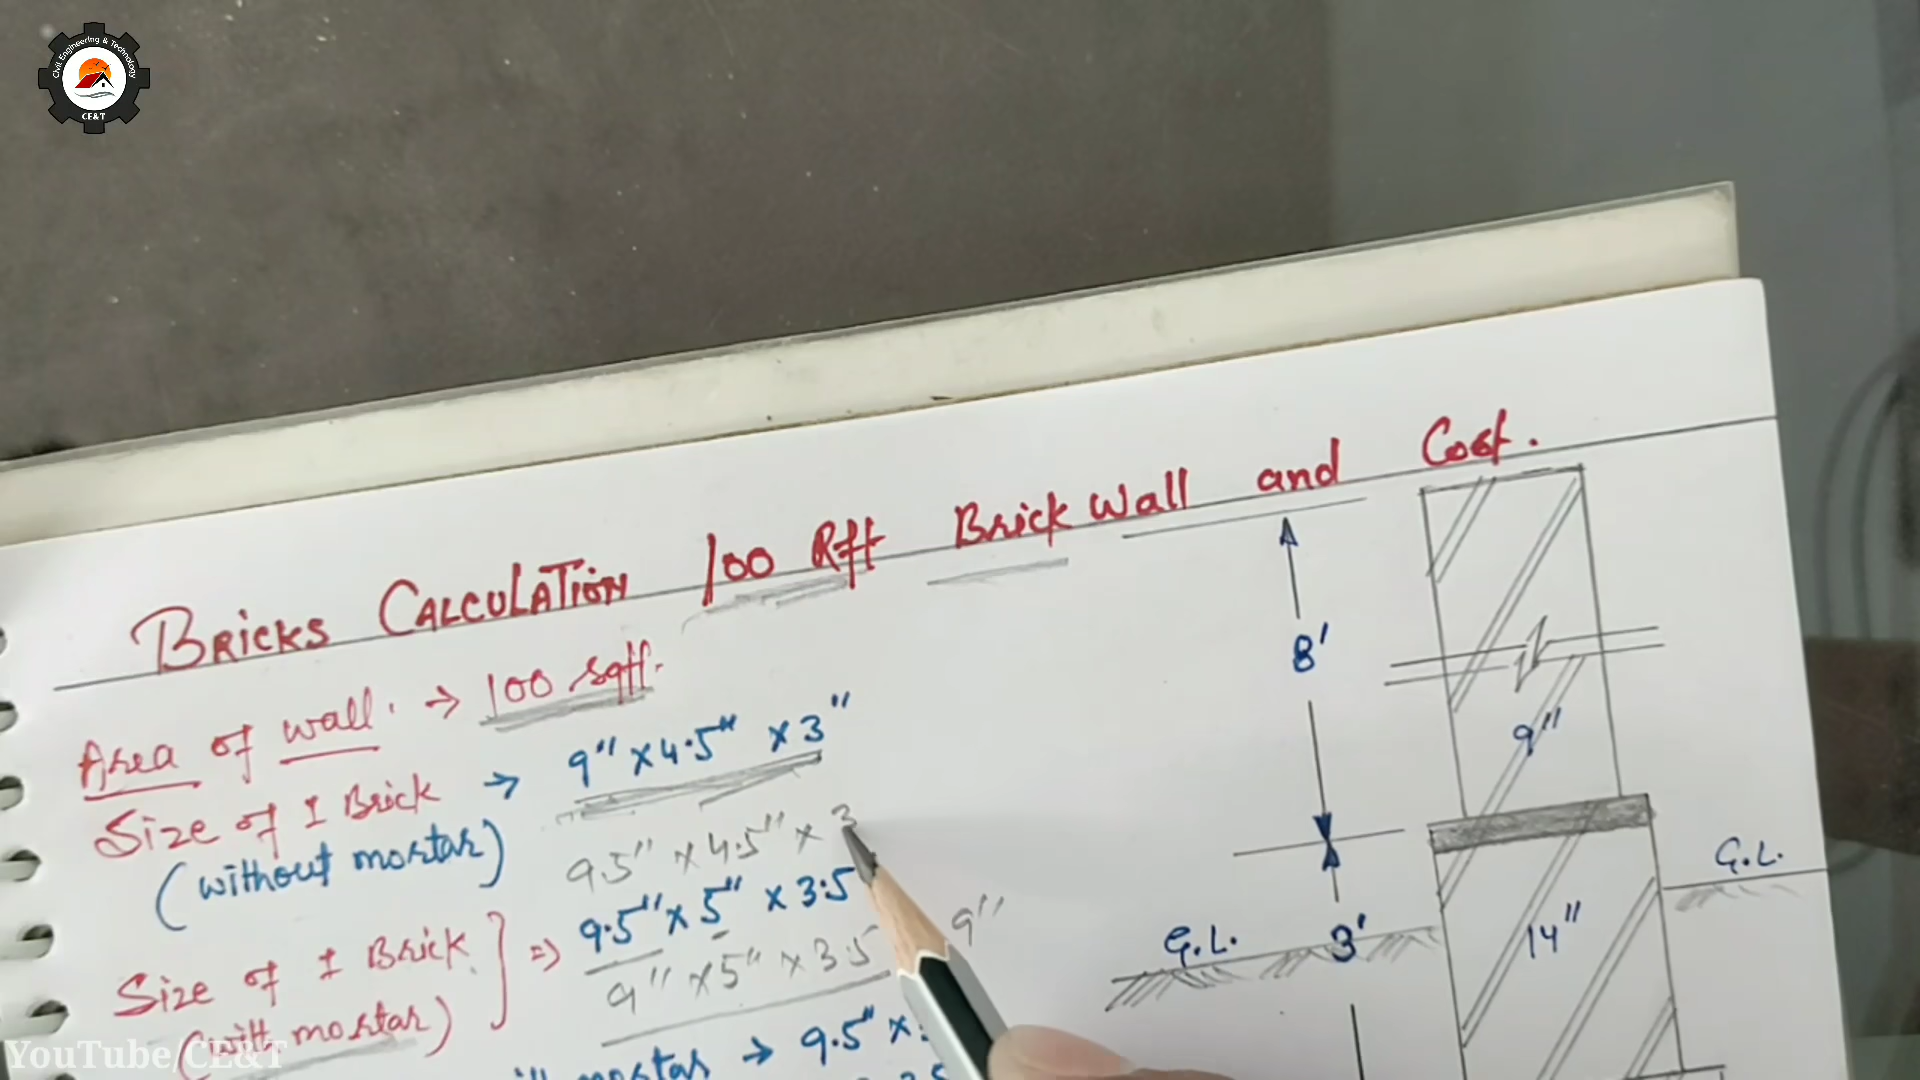 Civil Engineering & Technology
CE&T
BRICKS CALCULATION 100 Rft Brick Wall and Cost.
Area of wall. → 100 sqft.
Size of 1 Brick → 9" x 4.5" x 3"
(without mortar)
9.5" x 4.5" x 3
Size of 1 Brick ⇒ 9.5" x 5" x 3.5
(with mortar)
9" x 5" x 3.5
9"
mortar → 9.5" x
8'
9"
G.L.
G.L.
3'
14"
YouTube/CE&T